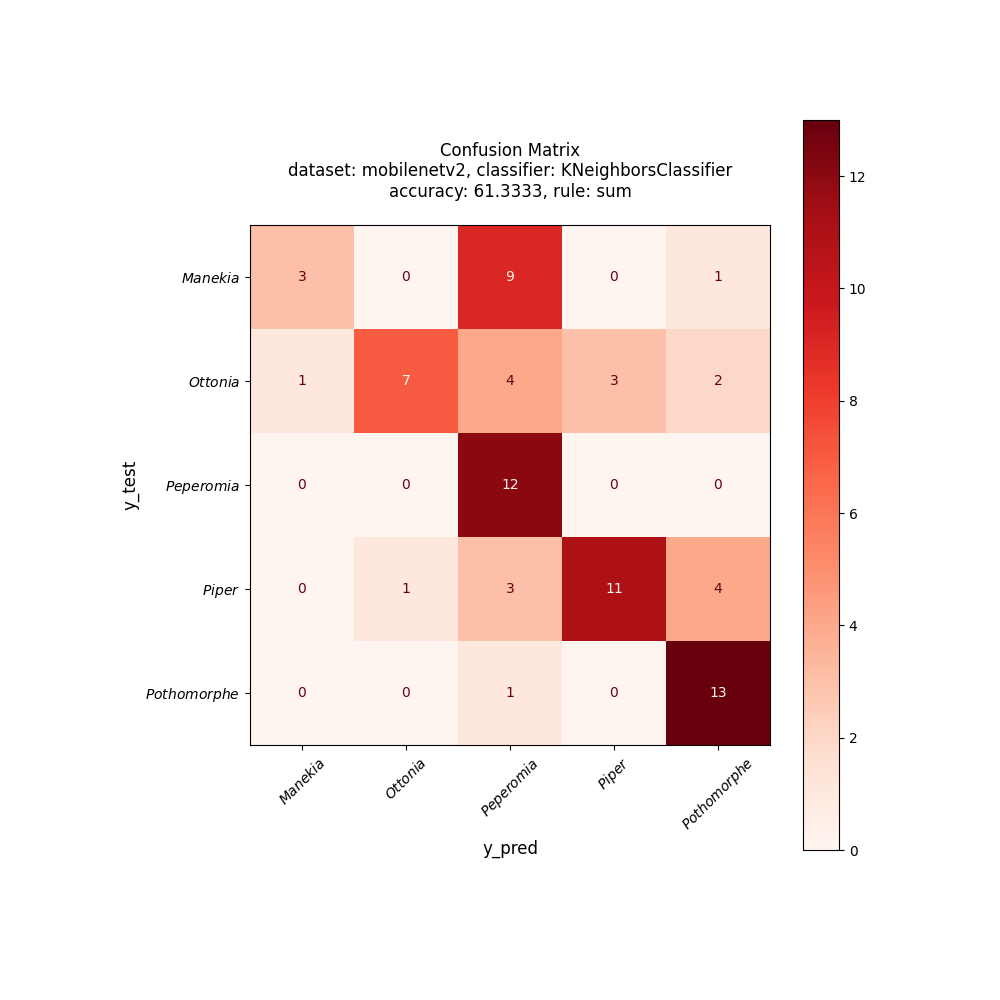 Confusion Matrix
dataset: mobilenetv2, classifier: KNeighborsClassifier
accuracy: 61.3333, rule: sum
Manekia 3 0 9 0 1
Ottonia 1 7 4 3 2
Peperomia 0 0 12 0 0
Piper 0 1 3 11 4
Pothomorphe 0 0 1 0 13
y_test
Manekia Ottonia Peperomia Piper Pothomorphe
y_pred
12
10
8
6
4
2
0